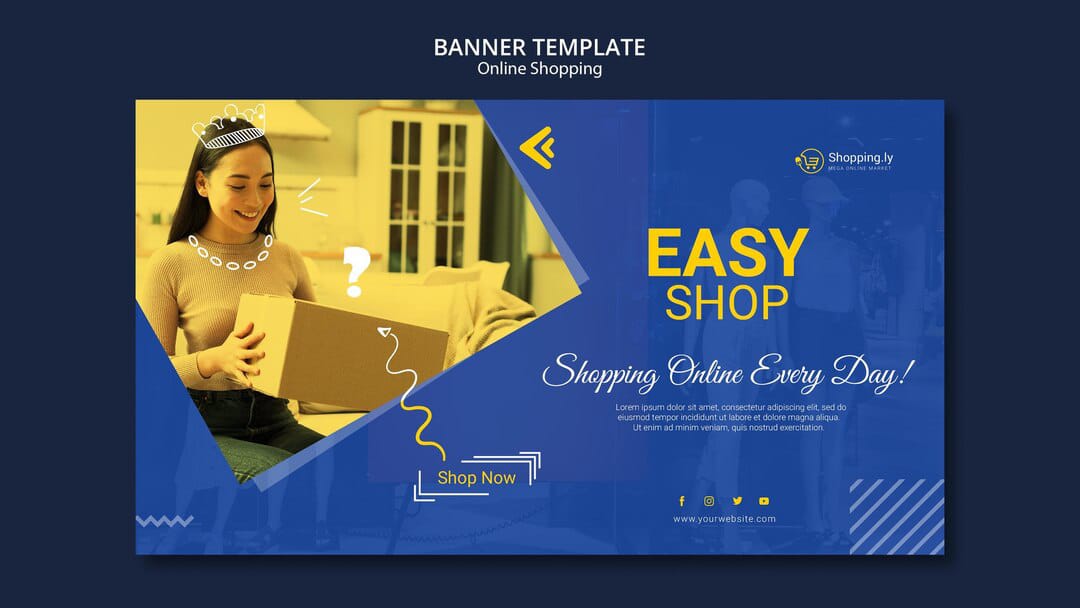 BANNER TEMPLATE
Online Shopping
Shopping.ly
MEGA ONLINE MARKET
?
EASY
SHOP
Shopping Online Every Day!
Lorem ipsum dolor sit amet, consectetur adipiscing elit, sed do
eiusmod tempor incididunt ut labore et dolore magna aliqua.
Ut enim ad minim veniam, quis nostrud exercitation.
Shop Now
www.yourwebsite.com